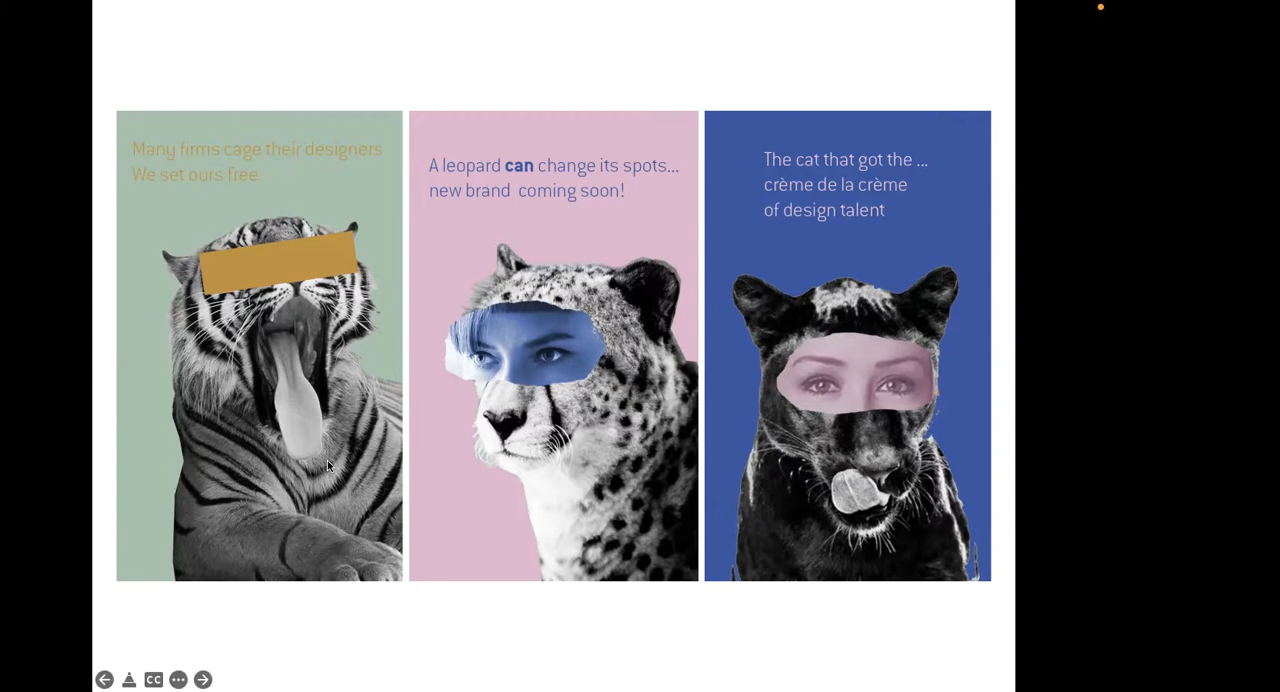 Many firms cage their designers
We set ours free
A leopard can change its spots...
new brand coming soon!
The cat that got the ...
crème de la crème
of design talent
CC